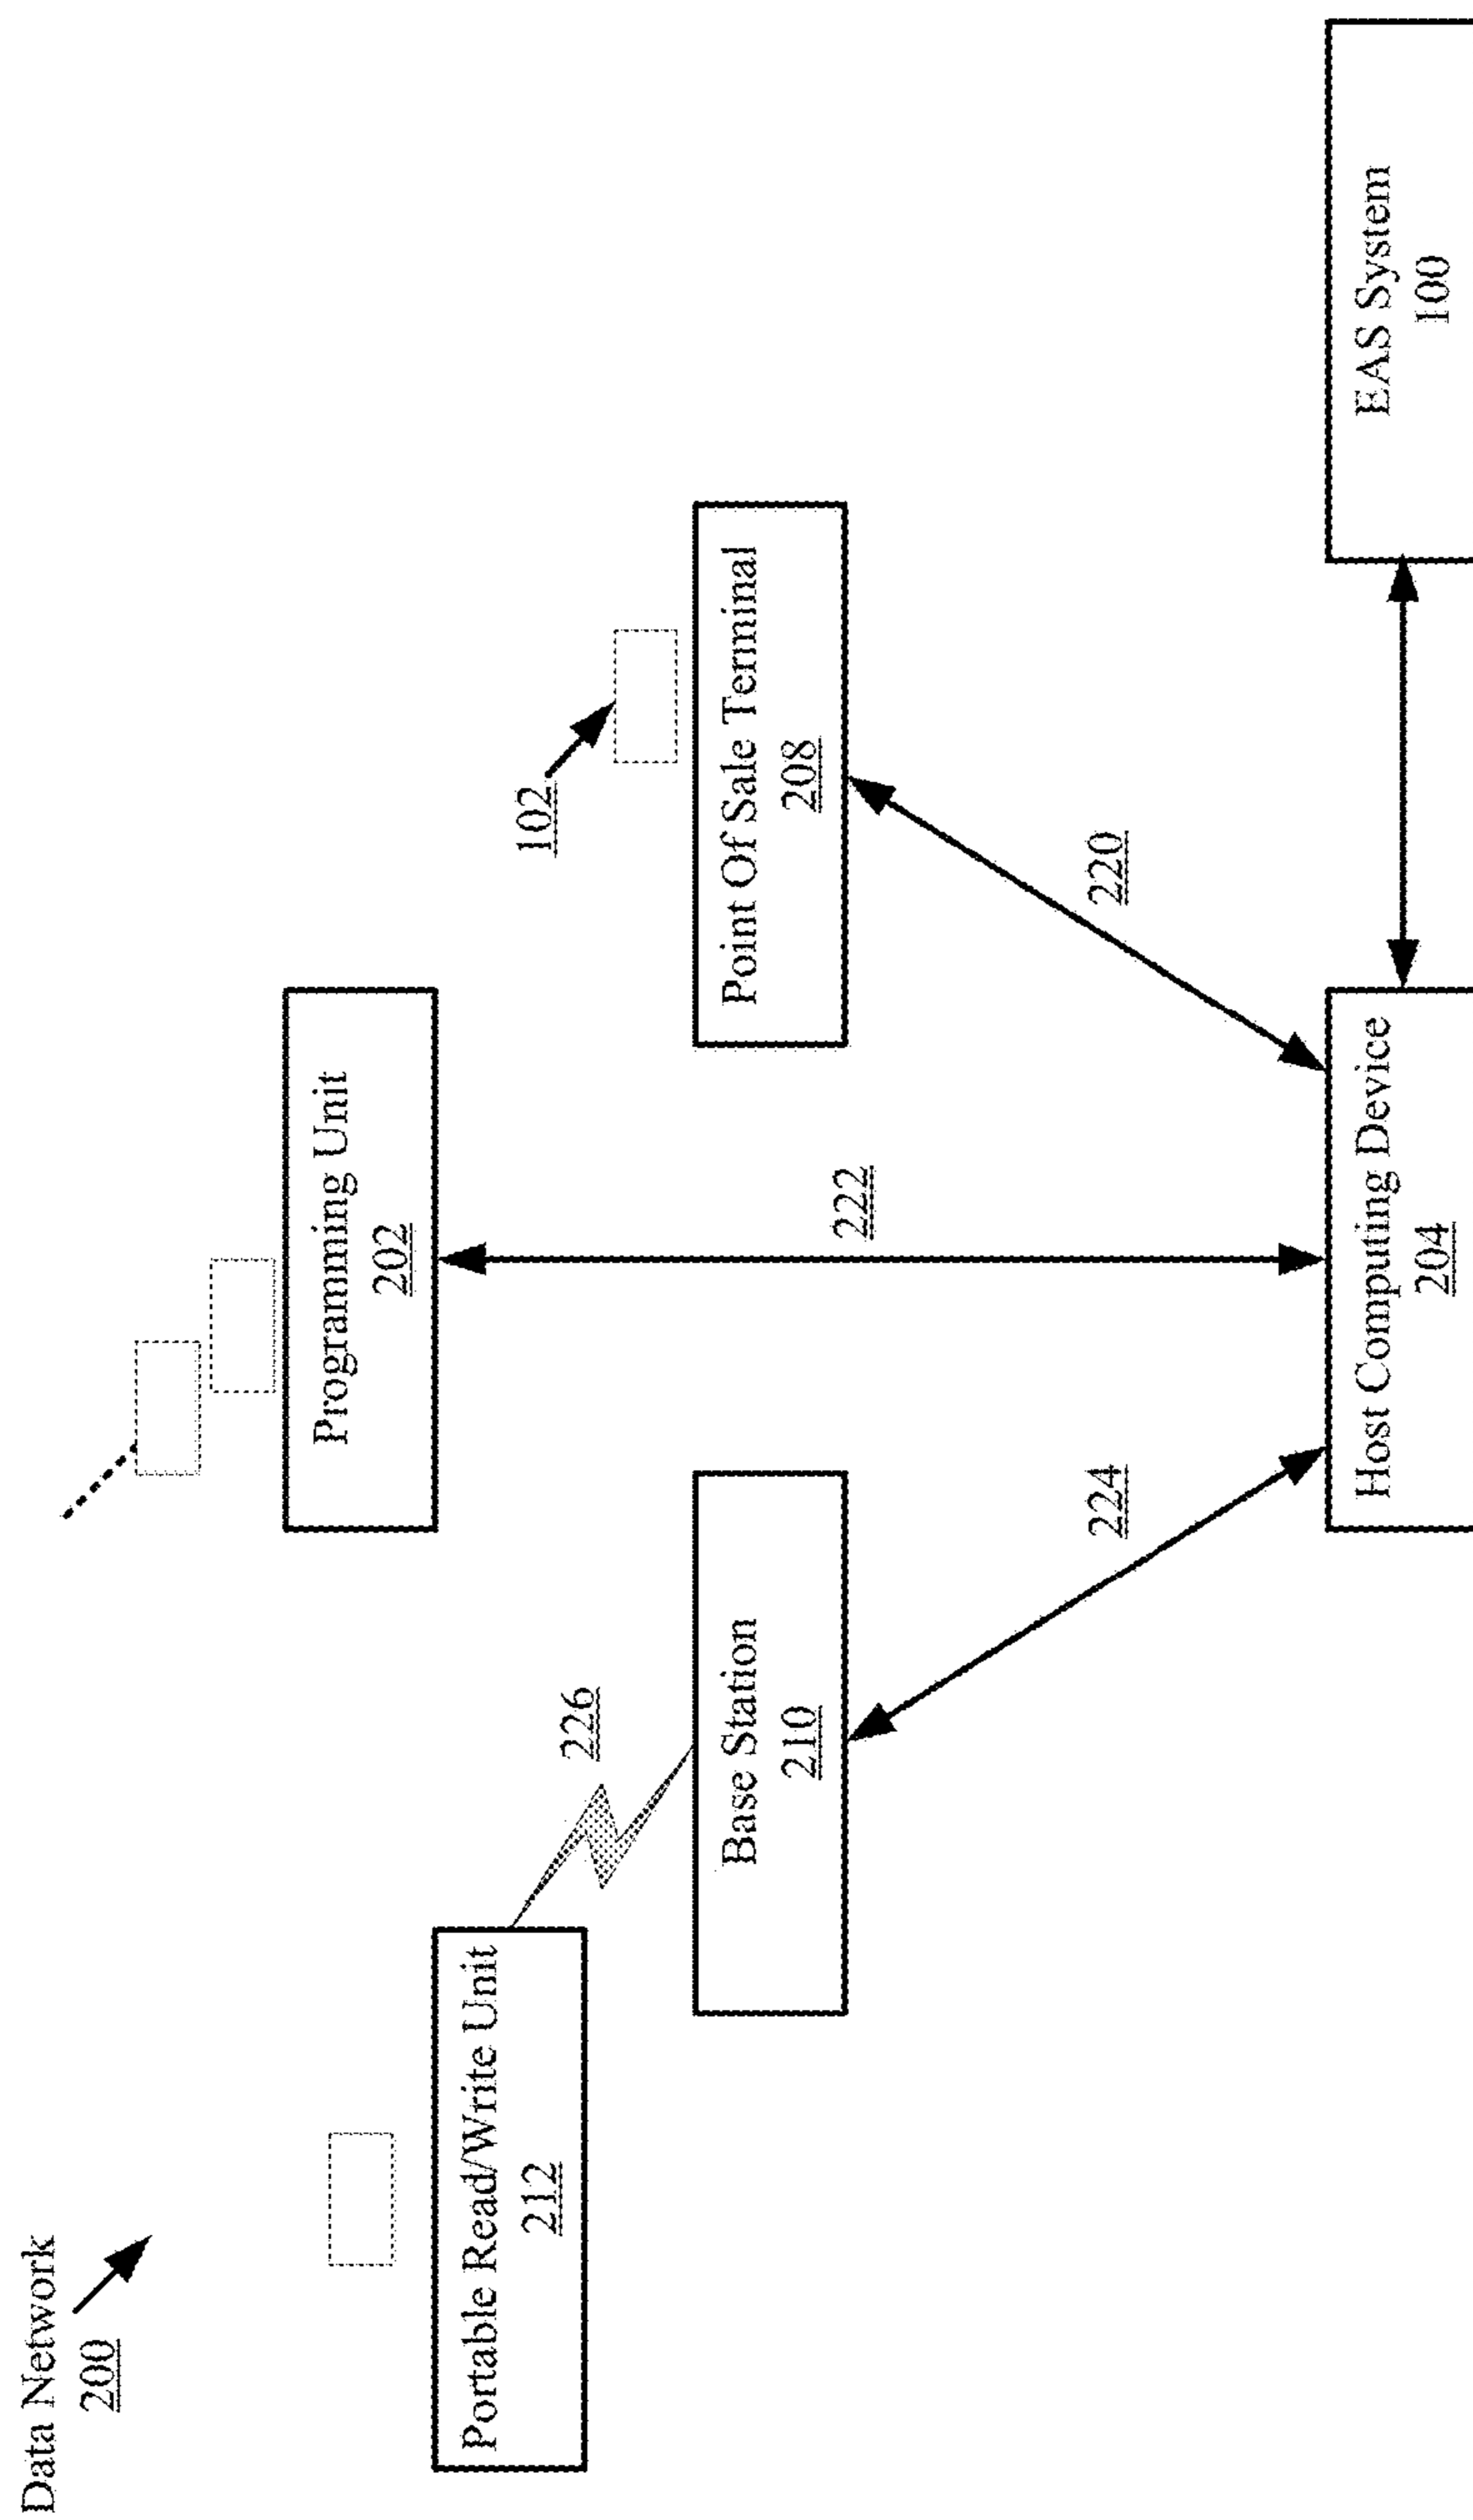 Data Network
200
Programming Unit
202
Portable Read/Write Unit
212
226
102
Base Station
210
Point Of Sale Terminal
208
222
224
220
Host Computing Device
204
EAS System
100